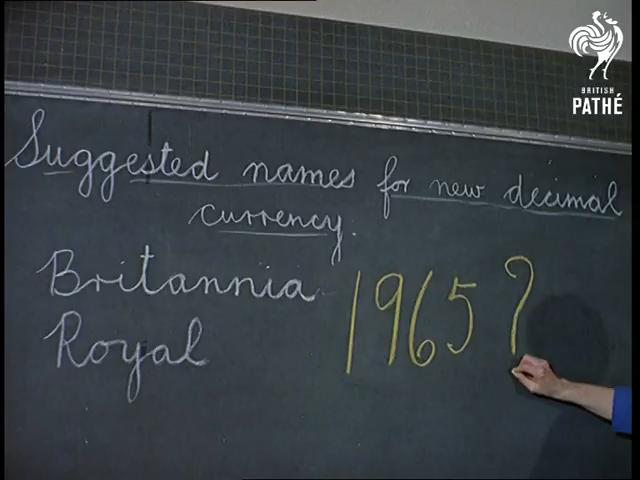 BRITISH
PATHÉ
Suggested names for new decimal
currency.
Britannia
Royal
1965?